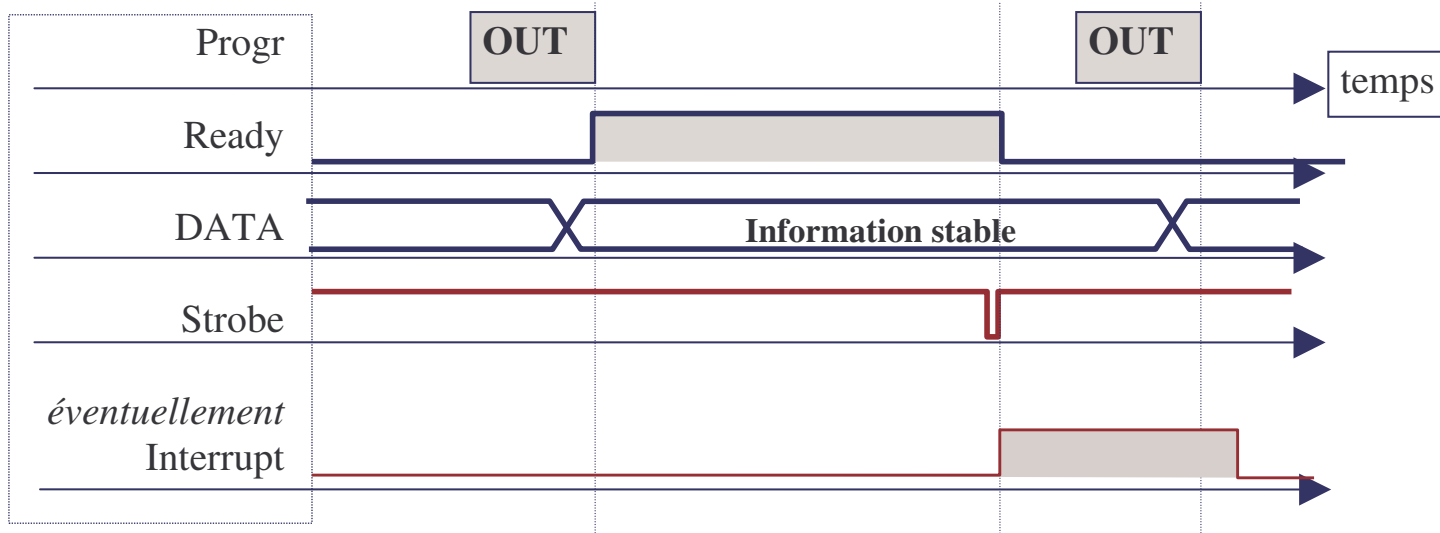 Progr OUT OUT
temps
Ready
DATA Information stable
Strobe
éventuellement
Interrupt